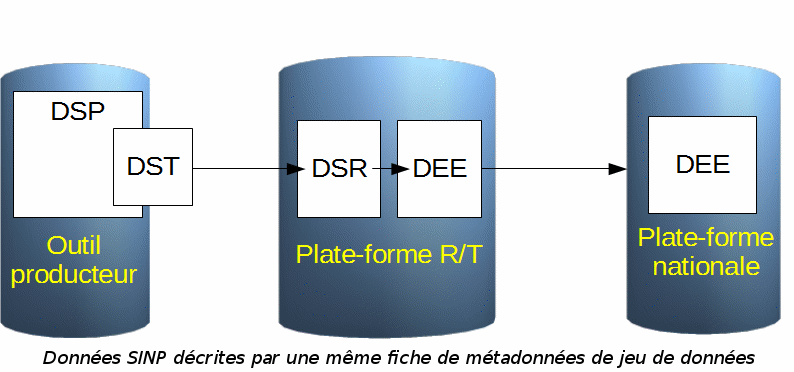 DSP
DST
DSR
DEE
DEE
Outil
producteur
Plate-forme R/T
Plate-forme
nationale
Données SINP décrites par une même fiche de métadonnées de jeu de données